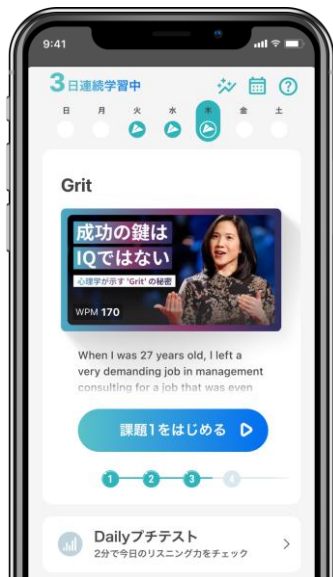 9:41
3日連続学習中
日 月 火 水 木 金 土
Grit
成功の鍵は
IQではない
心理学が示す'Grit'の秘密
WPM 170
When I was 27 years old, I left a
very demanding job in management
consulting for a job that was even
課題1をはじめる
1 2 3 4
Dailyプチテスト
2分で今日のリスニング力をチェック